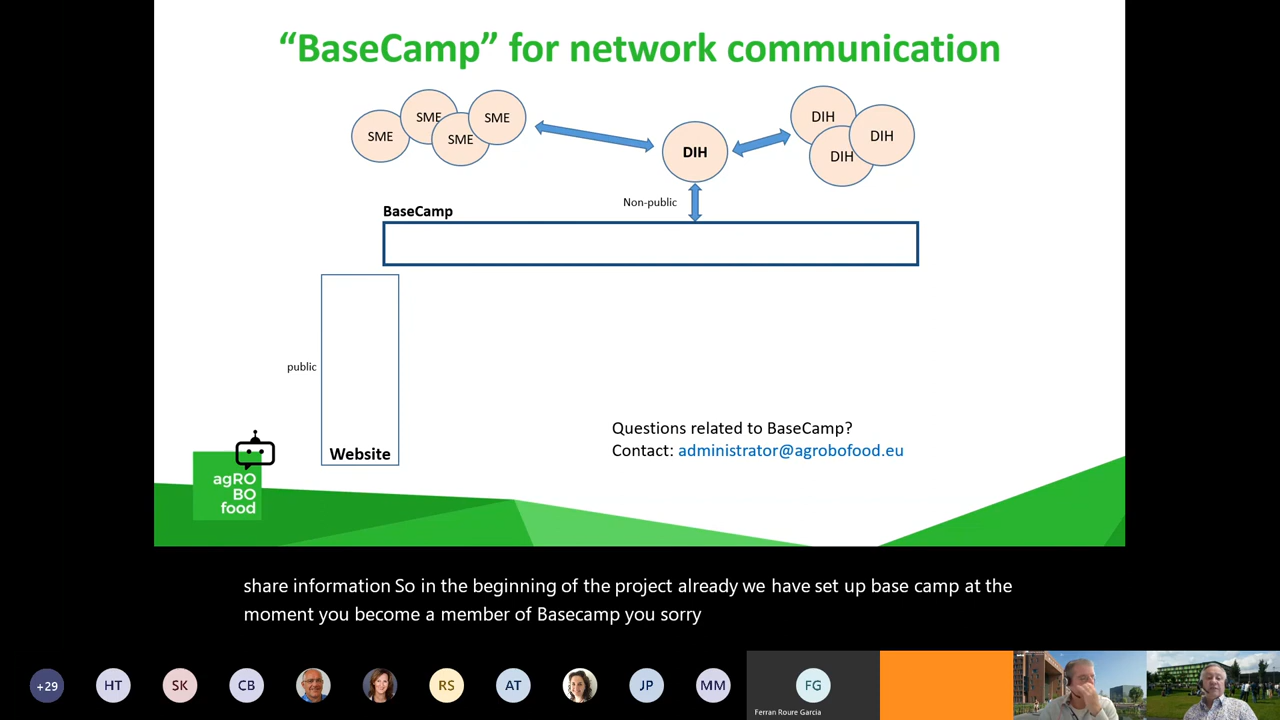 “BaseCamp” for network communication
SME
SME
SME
SME
DIH
DIH
DIH
DIH
Non-public
BaseCamp
public
Website
Questions related to BaseCamp?
Contact: administrator@agrobofood.eu
agRO
BO
food
share information So in the beginning of the project already we have set up base camp at the
moment you become a member of Basecamp you sorry
+29
HT
SK
CB
RS
AT
JP
MM
FG
Ferran Roure Garcia